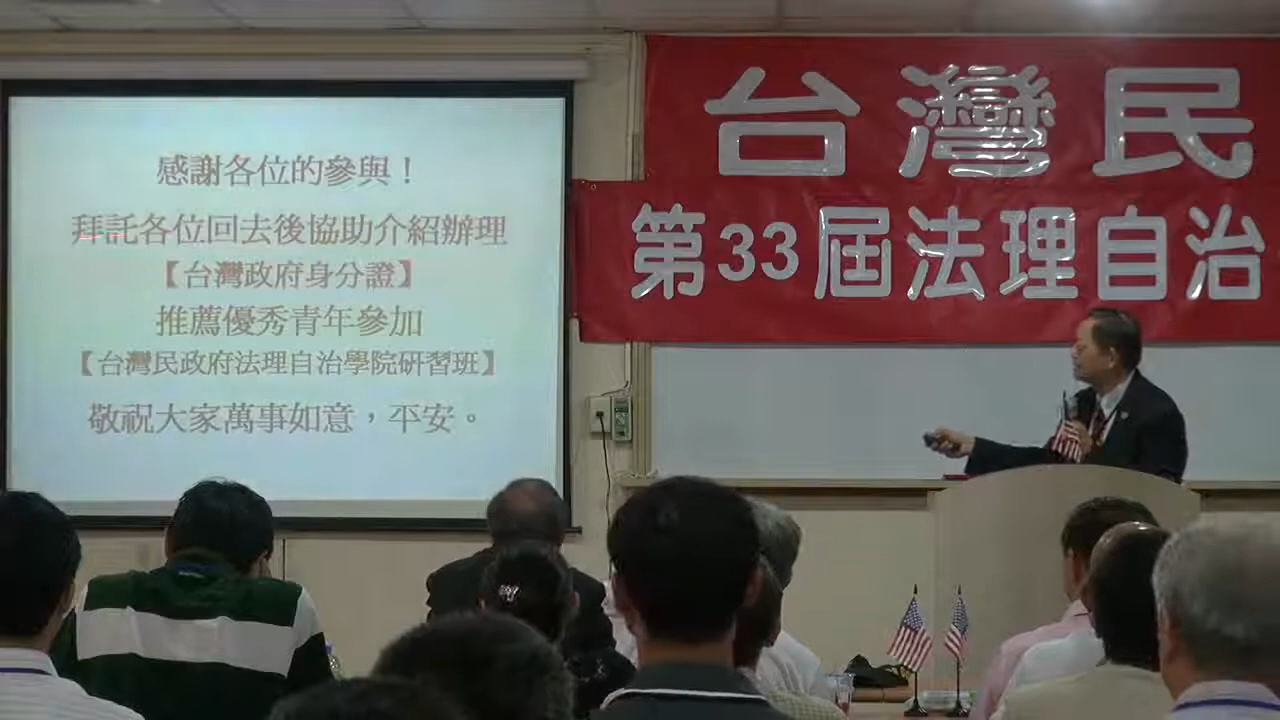 感謝各位的參與！
拜託各位回去後協助介紹辦理
【台灣政府身分證】
推薦優秀青年參加
【台灣民政府法理自治學院研習班】
敬祝大家萬事如意，平安。
台灣民
第33屆法理自治